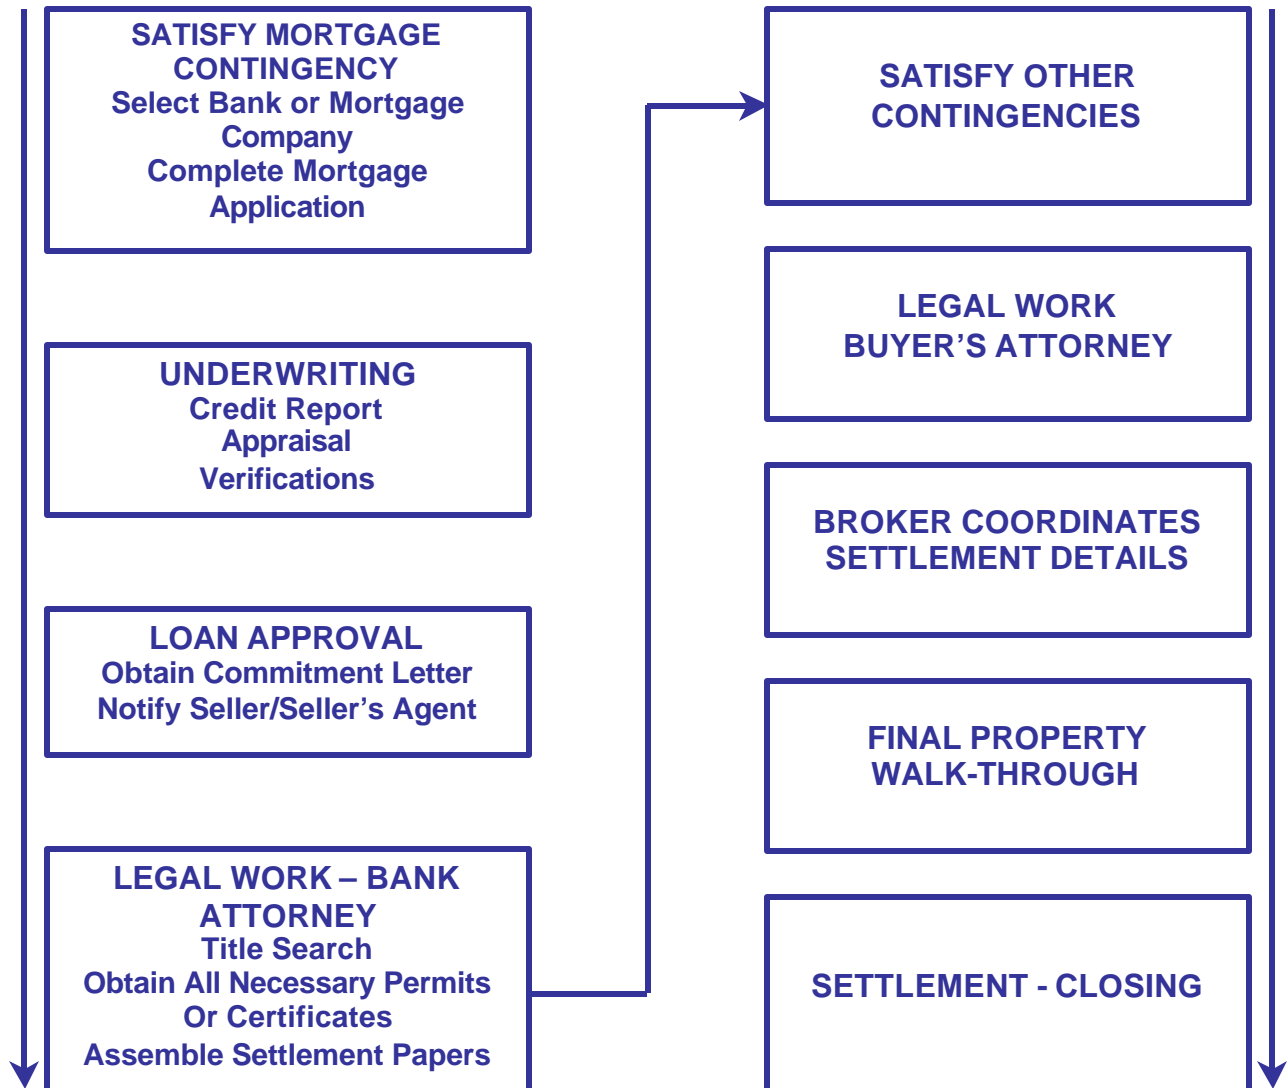 SATISFY MORTGAGE
CONTINGENCY
Select Bank or Mortgage
Company
Complete Mortgage
Application
UNDERWRITING
Credit Report
Appraisal
Verifications
LOAN APPROVAL
Obtain Commitment Letter
Notify Seller/Seller’s Agent
LEGAL WORK – BANK
ATTORNEY
Title Search
Obtain All Necessary Permits
Or Certificates
Assemble Settlement Papers
SATISFY OTHER
CONTINGENCIES
LEGAL WORK
BUYER’S ATTORNEY
BROKER COORDINATES
SETTLEMENT DETAILS
FINAL PROPERTY
WALK-THROUGH
SETTLEMENT - CLOSING